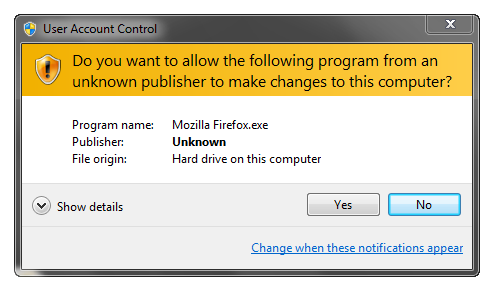 User Account Control
Do you want to allow the following program from an
unknown publisher to make changes to this computer?
Program name: Mozilla Firefox.exe
Publisher: Unknown
File origin: Hard drive on this computer
Show details Yes No
Change when these notifications appear